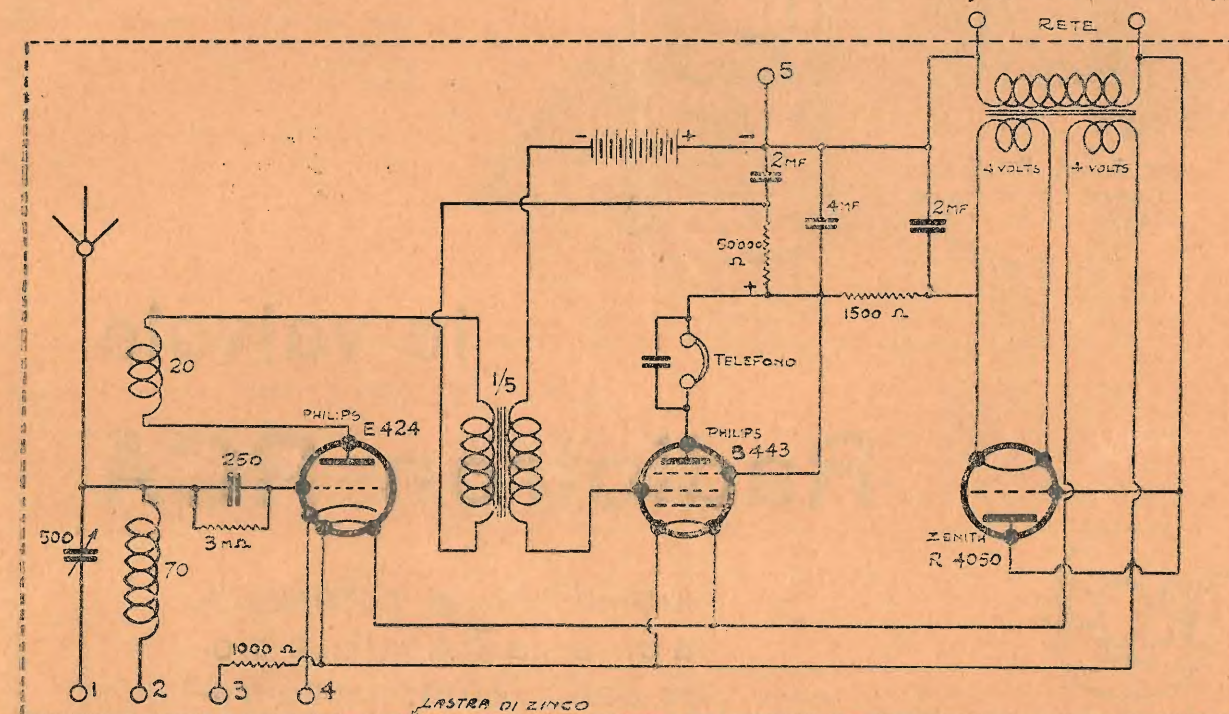 RETE
5
- +
-
4 VOLTS 4 VOLTS
2 MF
4 MF
2 MF
50'000
Ω
+
1500 Ω
20
1/5
TELEFONO
PHILIPS
E 424
PHILIPS
B 443
250
500
3 MΩ
70
ZENITH
R 4050
1000 Ω
1 2 3 4
LASTRA DI ZINCO